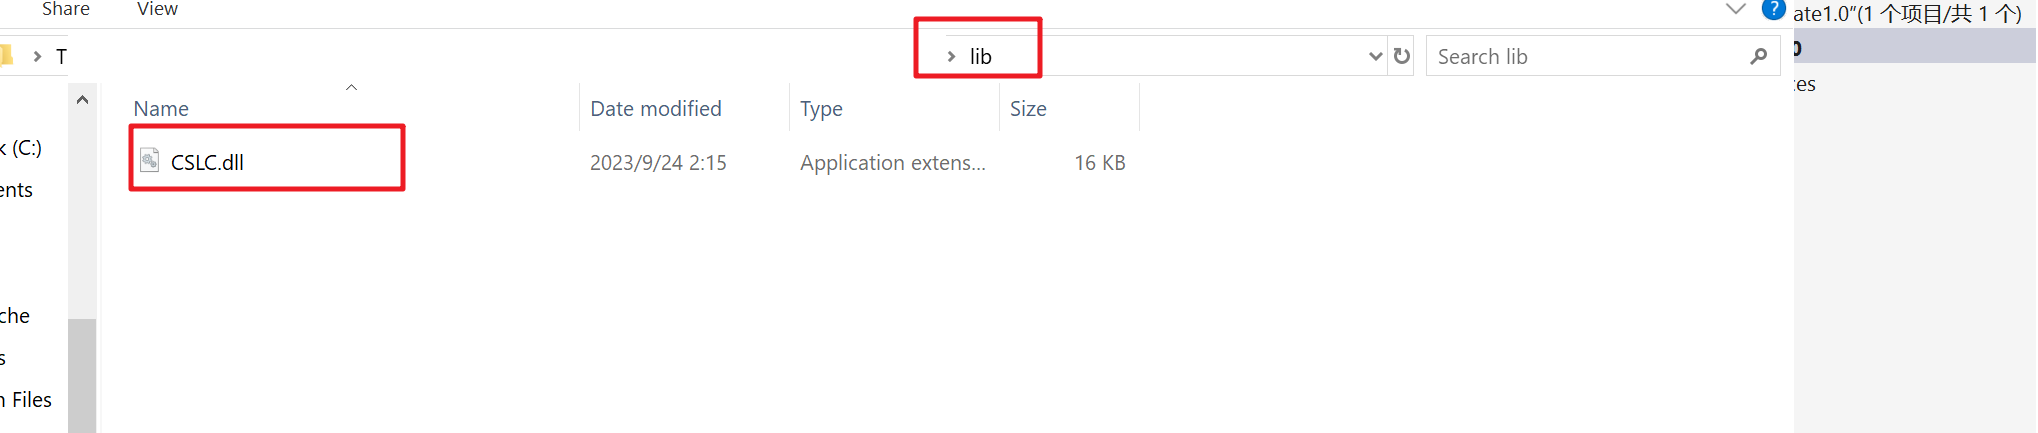 Share View
ate1.0"(1 个项目/共 1 个)
T
lib
Search lib
ces
Name Date modified Type Size
k (C:)
CSLC.dll 2023/9/24 2:15 Application extens... 16 KB
ents
che
s
n Files